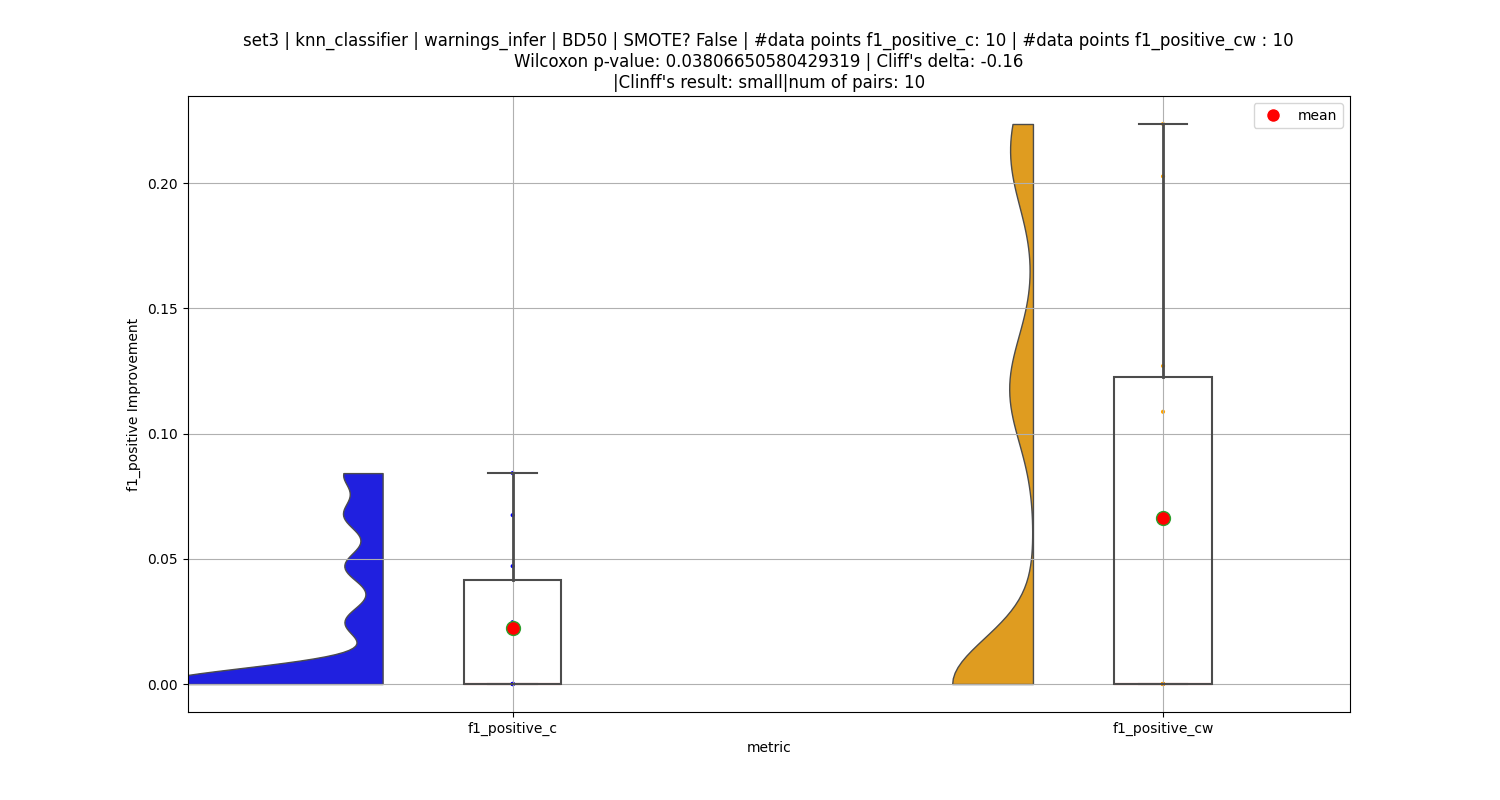 set3 | knn_classifier | warnings_infer | BD50 | SMOTE? False | #data points f1_positive_c: 10 | #data points f1_positive_cw : 10
Wilcoxon p-value: 0.03806650580429319 | Cliff's delta: -0.16
|Clinff's result: small|num of pairs: 10
mean
0.20
0.15
0.10
0.05
0.00
f1_positive Improvement
f1_positive_c
f1_positive_cw
metric